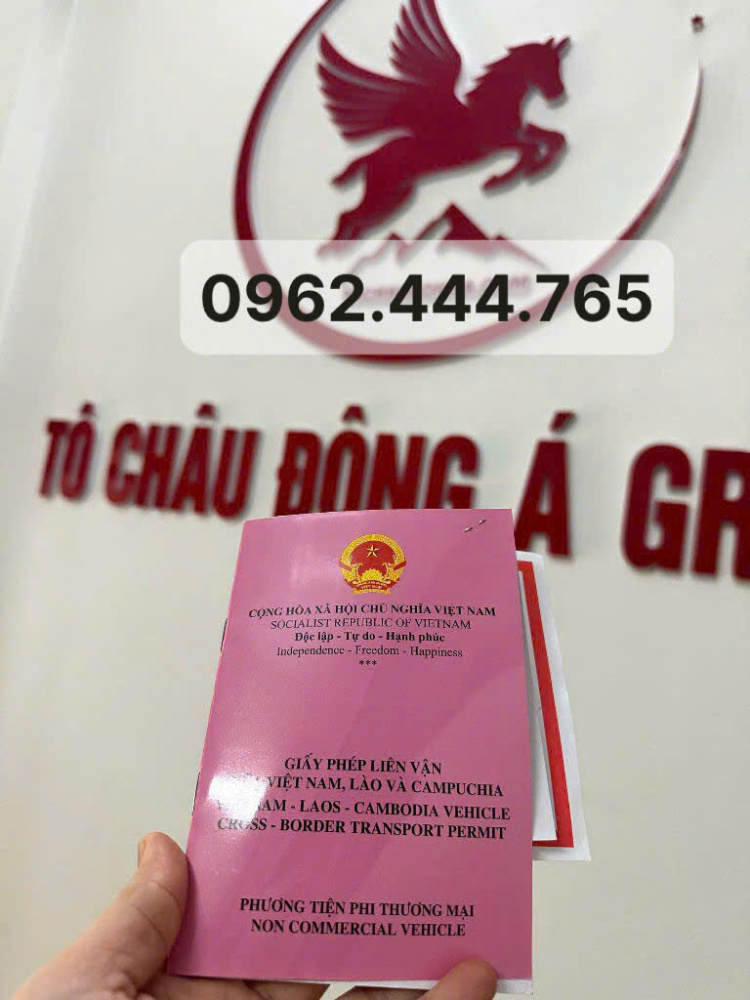 0962.444.765
TÔ CHÂU ĐÔNG Á GR
CỘNG HÒA XÃ HỘI CHỦ NGHĨA VIỆT NAM
SOCIALIST REPUBLIC OF VIETNAM
Độc lập - Tự do - Hạnh phúc
Independence - Freedom - Happiness
***
GIẤY PHÉP LIÊN VẬN
VIỆT NAM, LÀO VÀ CAMPUCHIA
- LAOS - CAMBODIA VEHICLE
CROSS - BORDER TRANSPORT PERMIT
PHƯƠNG TIỆN PHI THƯƠNG MẠI
NON COMMERCIAL VEHICLE